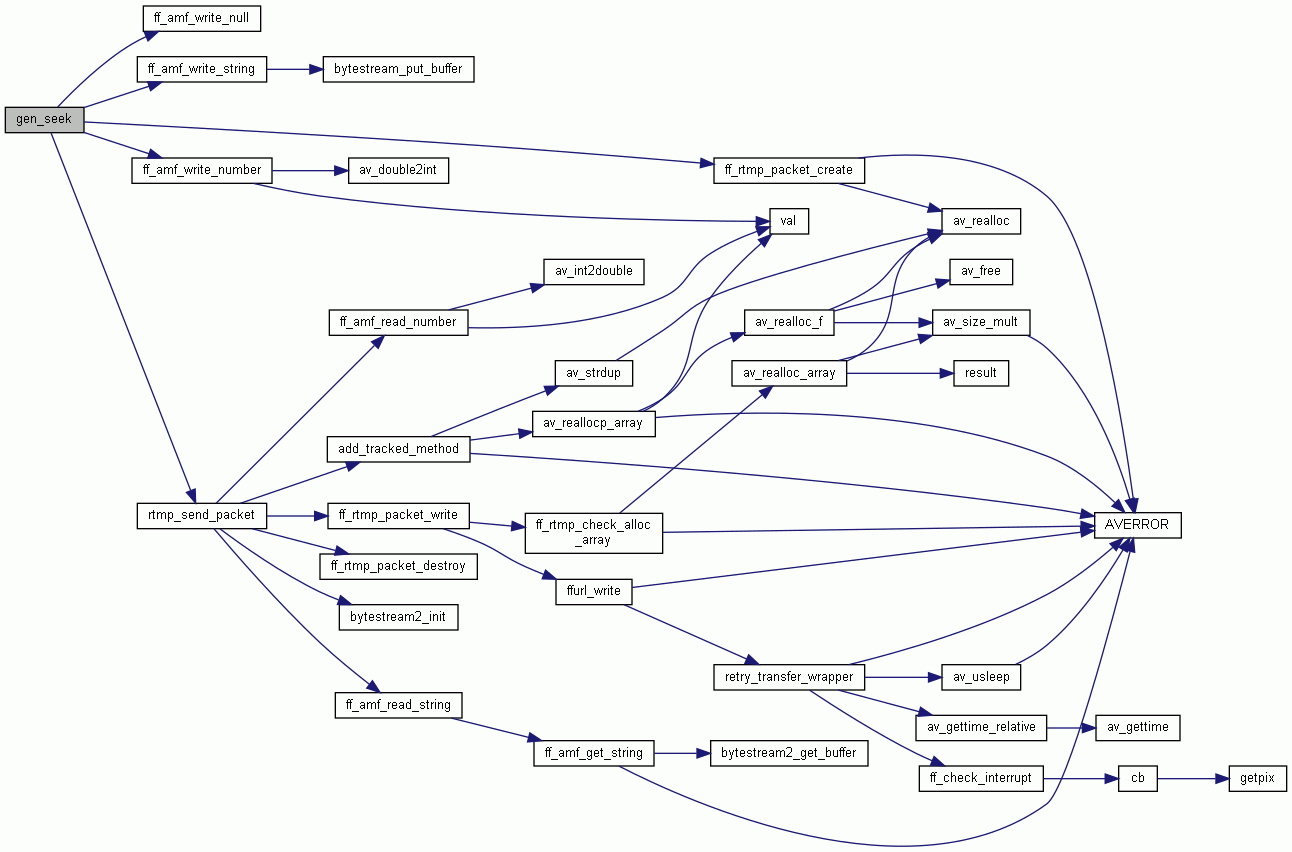 ff_amf_write_null
ff_amf_write_string
bytestream_put_buffer
gen_seek
ff_amf_write_number
av_double2int
ff_rtmp_packet_create
val
av_realloc
av_int2double
av_free
ff_amf_read_number
av_realloc_f
av_size_mult
av_strdup
av_realloc_array
result
av_reallocp_array
add_tracked_method
rtmp_send_packet
ff_rtmp_packet_write
ff_rtmp_check_alloc
_array
AVERROR
ff_rtmp_packet_destroy
ffurl_write
bytestream2_init
retry_transfer_wrapper
av_usleep
ff_amf_read_string
av_gettime_relative
av_gettime
ff_amf_get_string
bytestream2_get_buffer
ff_check_interrupt
cb
getpix